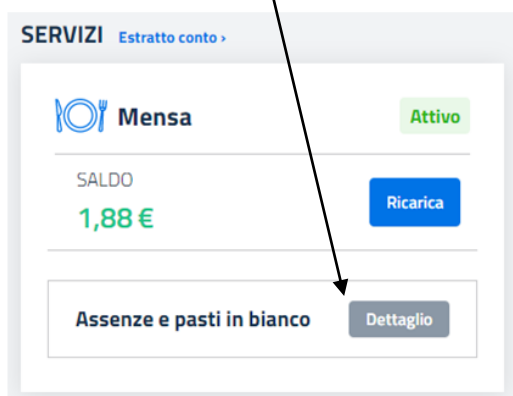 SERVIZI Estratto conto ›
Mensa Attivo
SALDO
1,88 € Ricarica
Assenze e pasti in bianco Dettaglio